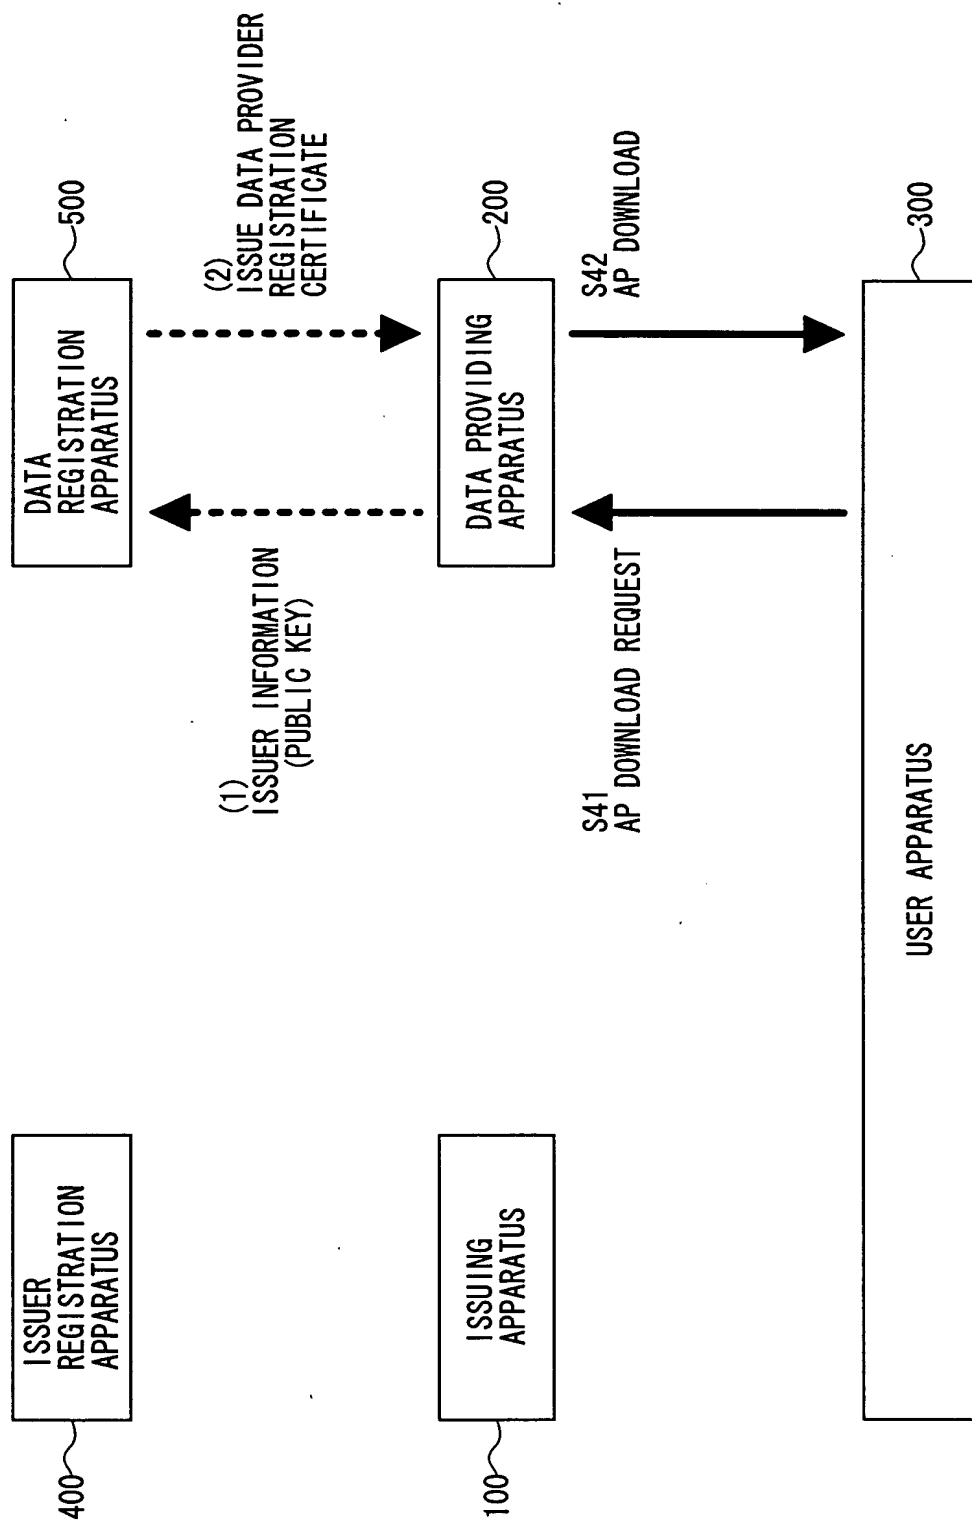 400
ISSUER
REGISTRATION
APPARATUS
DATA
REGISTRATION
APPARATUS
500
(1)
ISSUER INFORMATION
(PUBLIC KEY)
(2)
ISSUE DATA PROVIDER
REGISTRATION
CERTIFICATE
100
ISSUING
APPARATUS
DATA PROVIDING
APPARATUS
200
S41
AP DOWNLOAD REQUEST
S42
AP DOWNLOAD
USER APPARATUS
300